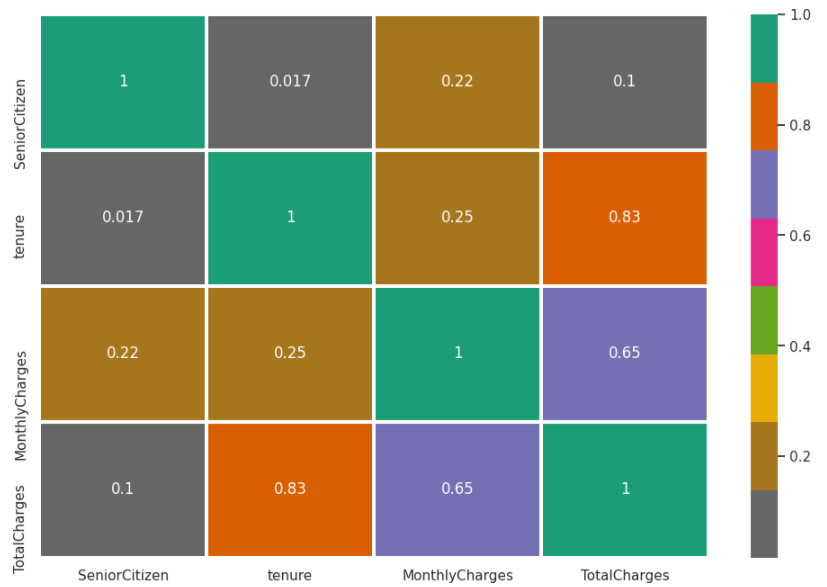 SeniorCitizen 1 0.017 0.22 0.1
tenure 0.017 1 0.25 0.83
MonthlyCharges 0.22 0.25 1 0.65
TotalCharges 0.1 0.83 0.65 1
SeniorCitizen tenure MonthlyCharges TotalCharges
1.0
0.8
0.6
0.4
0.2